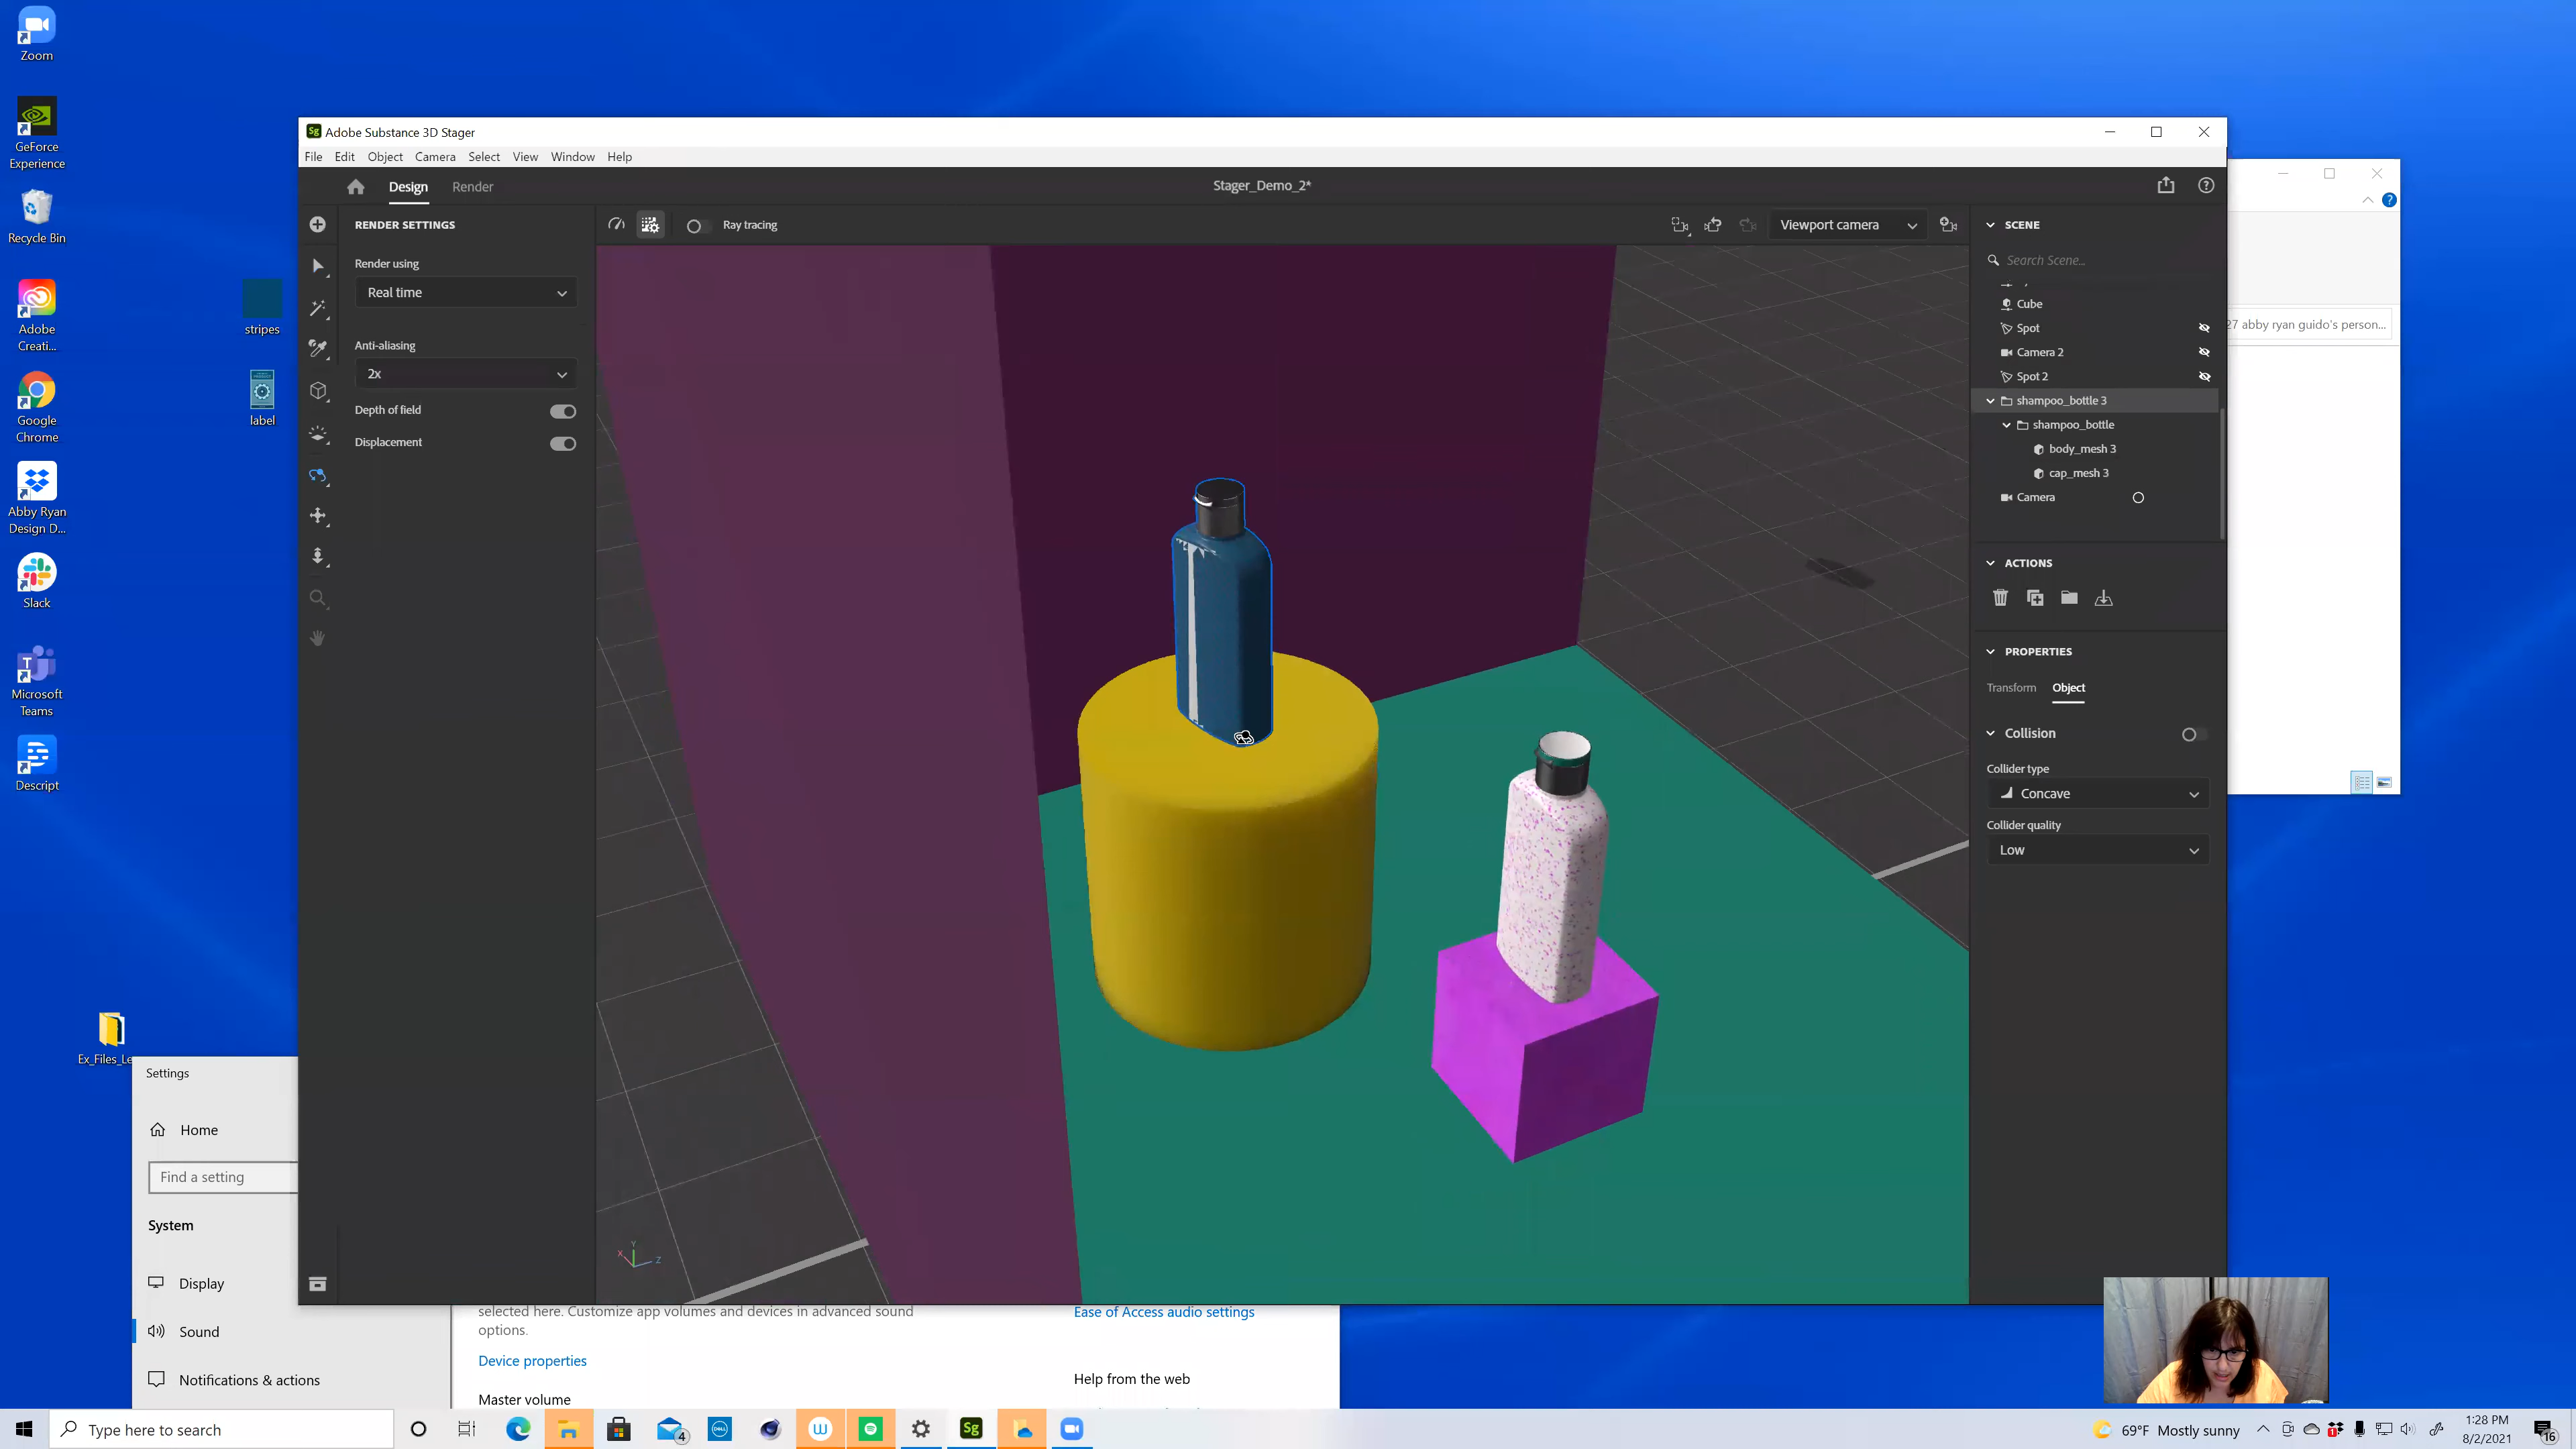 Zoom
GeForce
Experience
Recycle Bin
Adobe
Creati...
Google
Chrome
Abby Ryan
Design D...
Slack
Microsoft
Teams
Descript
stripes
label
Ex_Files_Le
Sg Adobe Substance 3D Stager
File Edit Object Camera Select View Window Help
Design Render
Stager_Demo_2*
RENDER SETTINGS
Render using
Real time
Anti-aliasing
2x
Depth of field
Displacement
Ray tracing
Viewport camera
SCENE
Search Scene...
Cube
Spot
Camera 2
Spot 2
shampoo_bottle 3
shampoo_bottle
body_mesh 3
cap_mesh 3
Camera
ACTIONS
PROPERTIES
Transform Object
Collision
Collider type
Concave
Collider quality
Low
27 abby ryan guido's person...
X Y Z
Settings
Home
Find a setting
System
Display
Sound
Notifications & actions
selected here. Customize app volumes and devices in advanced sound
options.
Device properties
Master volume
Ease of Access audio settings
Help from the web
Type here to search
4
DELL
W
Sg
69°F Mostly sunny
1
1:28 PM
8/2/2021
16